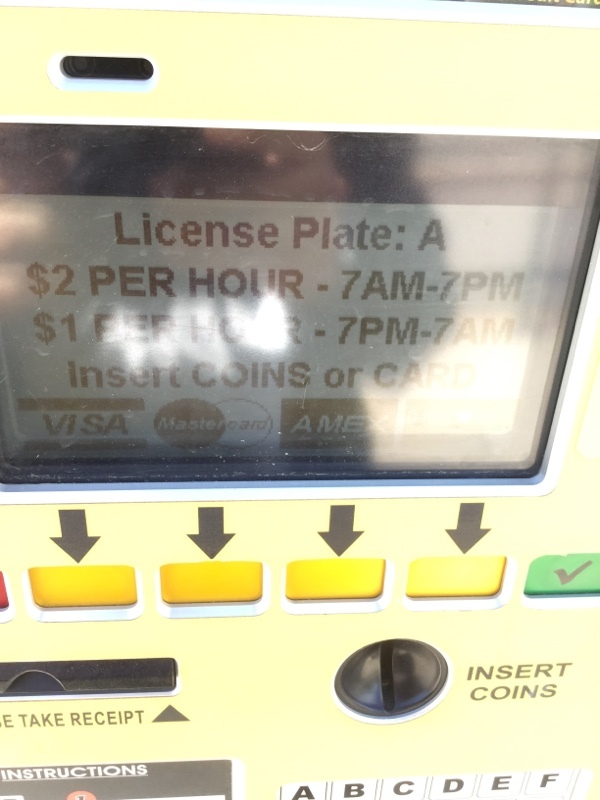 License Plate: A
$2 PER HOUR - 7AM-7PM
$1 PER HOUR - 7PM-7AM
Insert COINS or CARD
VISA MasterCard AMEX
INSERT
COINS
TAKE RECEIPT
INSTRUCTIONS
A B C D E F